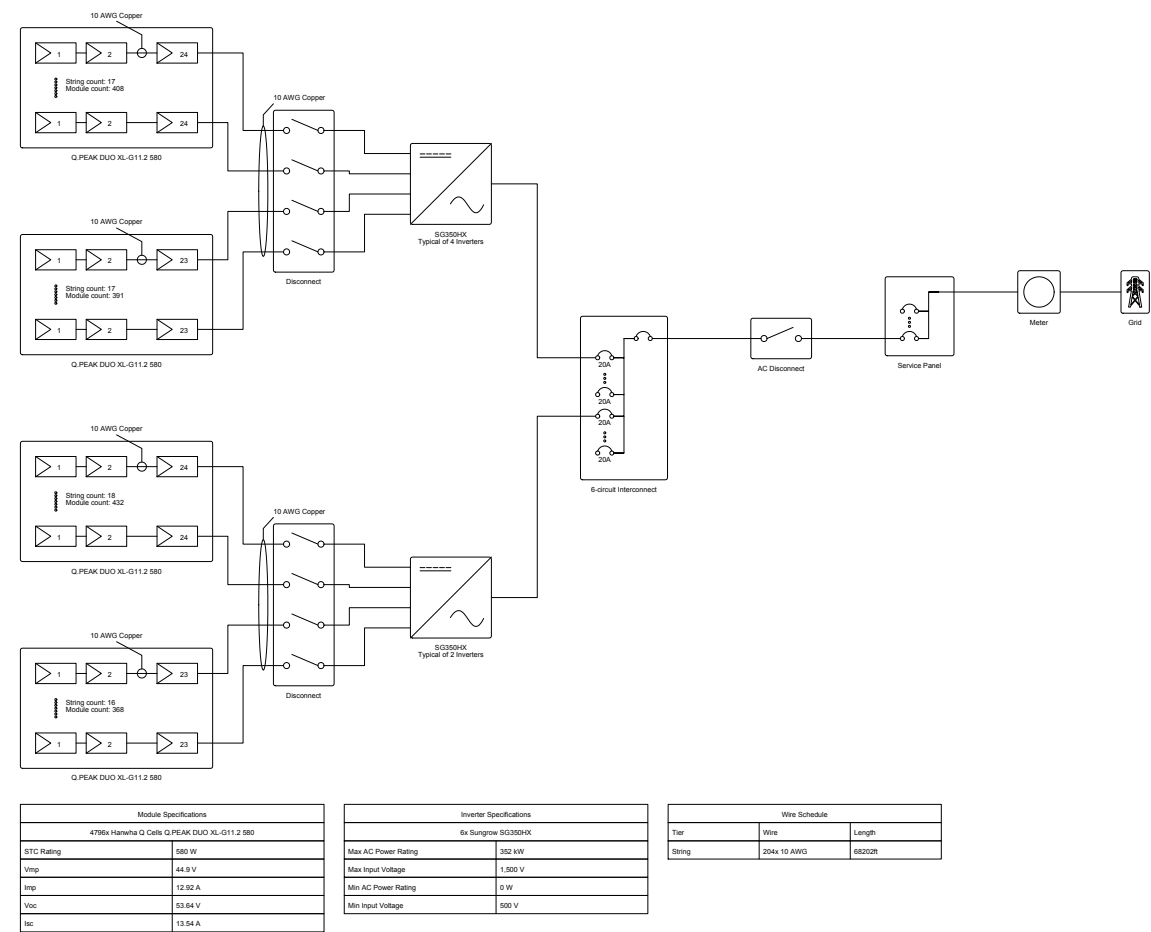 10 AWG Copper
1 2 24
String count: 17
Module count: 408
1 2 24
Q.PEAK DUO XL-G11.2 580
10 AWG Copper
1 2 23
String count: 17
Module count: 391
1 2 23
Q.PEAK DUO XL-G11.2 580
10 AWG Copper
Disconnect
SG350HX
Typical of 4 Inverters
10 AWG Copper
1 2 24
String count: 18
Module count: 432
1 2 24
Q.PEAK DUO XL-G11.2 580
10 AWG Copper
1 2 23
String count: 16
Module count: 368
1 2 23
Q.PEAK DUO XL-G11.2 580
10 AWG Copper
Disconnect
SG350HX
Typical of 2 Inverters
20A
20A
20A
20A
6-circuit Interconnect
AC Disconnect
Service Panel
Meter
Grid
Module Specifications
4796x Hanwha Q Cells Q.PEAK DUO XL-G11.2 580
STC Rating 580 W
Vmp 44.9 V
Imp 12.92 A
Voc 53.64 V
Isc 13.54 A
Inverter Specifications
6x Sungrow SG350HX
Max AC Power Rating 352 kW
Max Input Voltage 1,500 V
Min AC Power Rating 0 W
Min Input Voltage 500 V
Wire Schedule
Tier Wire Length
String 204x 10 AWG 68202ft